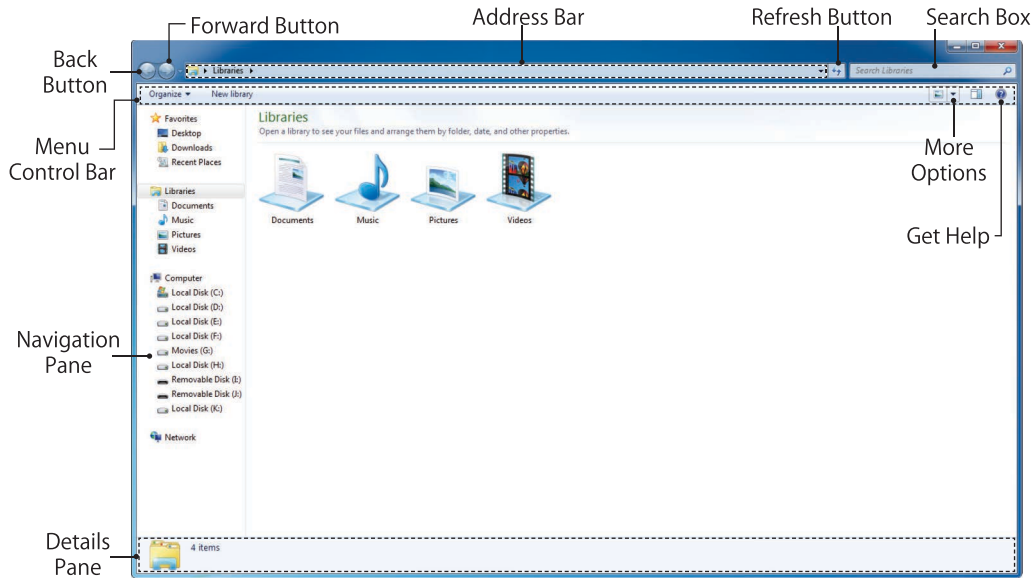 Forward Button
Address Bar
Refresh Button
Search Box
Back
Button
Libraries
Search Libraries
Organize
New library
Menu
Control Bar
Favorites
Desktop
Downloads
Recent Places
Libraries
Documents
Music
Pictures
Videos
Computer
Local Disk (C:)
Local Disk (D:)
Local Disk (E:)
Local Disk (F:)
Movies (G:)
Local Disk (H:)
Removable Disk (I:)
Removable Disk (J:)
Local Disk (K:)
Network
Navigation
Pane
Libraries
Open a library to see your files and arrange them by folder, date, and other properties.
Documents
Music
Pictures
Videos
More
Options
Get Help
Details
Pane
4 items